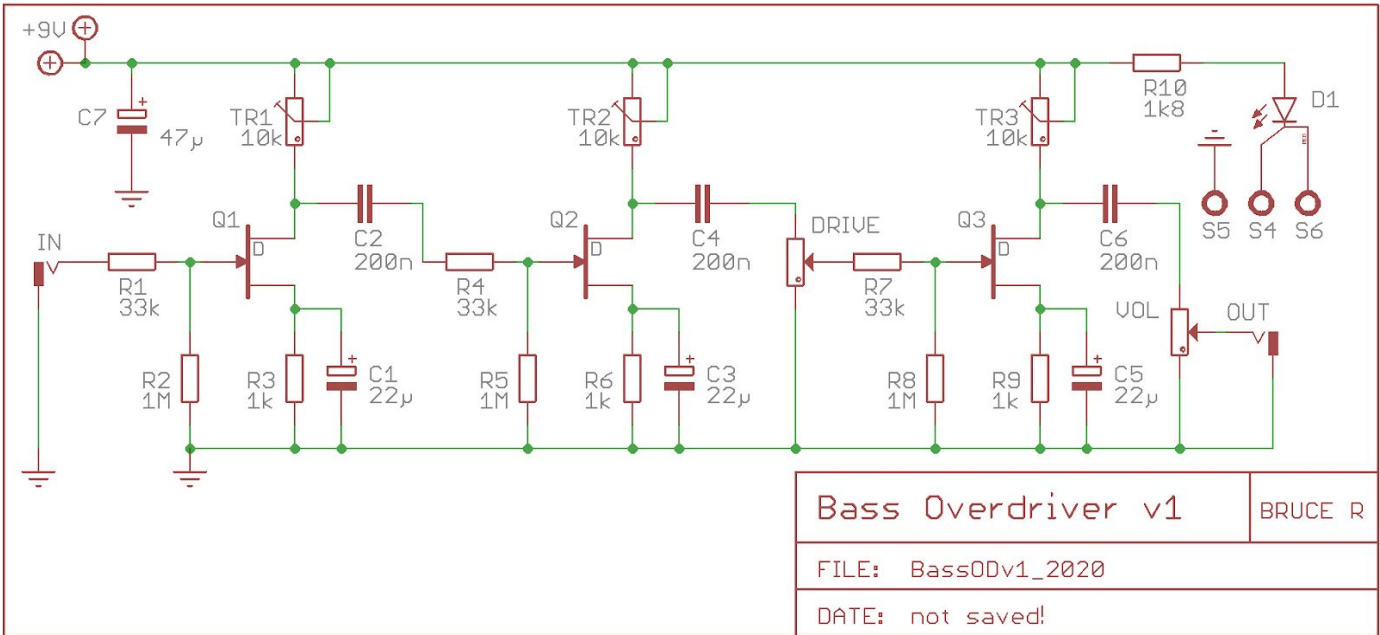 +9V
C7
47µ
TR1
10k
TR2
10k
TR3
10k
R10
1k8
D1
RED
S5
S4
S6
IN
R1
33k
Q1
D
C2
200n
R4
33k
Q2
D
C4
200n
DRIVE
R7
33k
Q3
D
C6
200n
VOL
OUT
R2
1M
R3
1k
C1
22µ
R5
1M
R6
1k
C3
22µ
R8
1M
R9
1k
C5
22µ
Bass Overdriver v1
BRUCE R
FILE: BassODv1_2020
DATE: not saved!